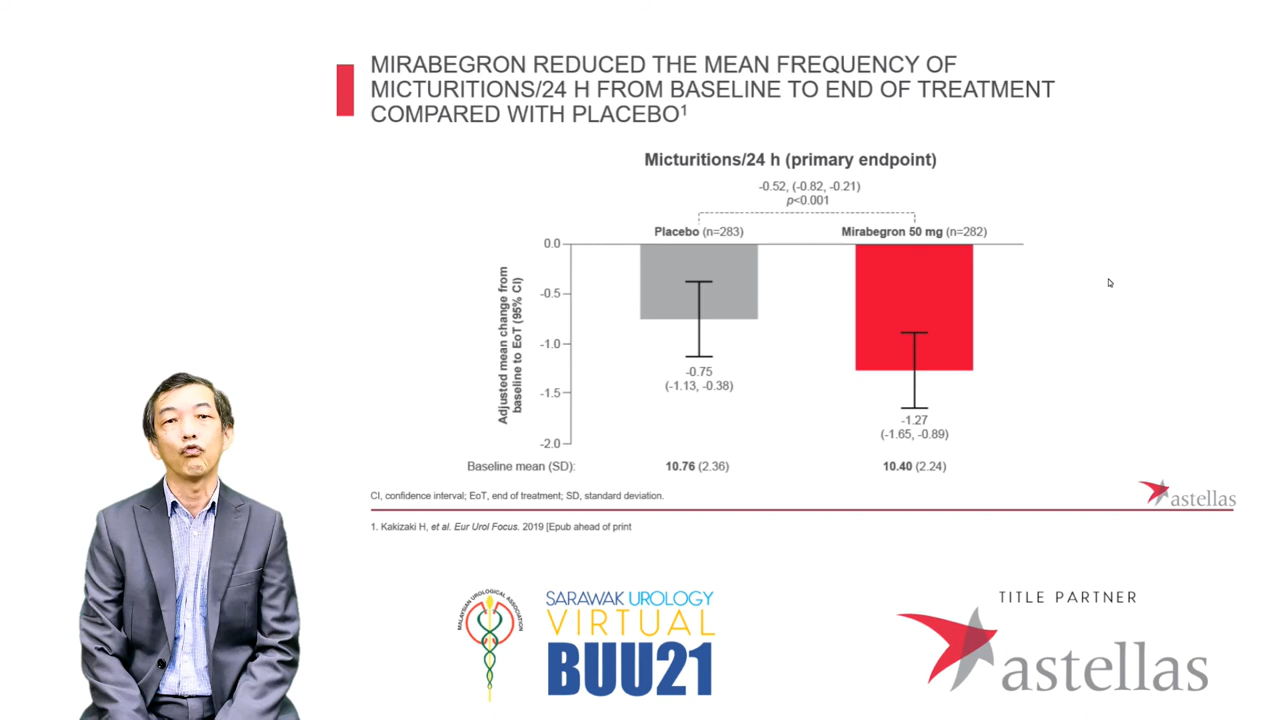 MIRABEGRON REDUCED THE MEAN FREQUENCY OF
MICTURITIONS/24 H FROM BASELINE TO END OF TREATMENT
COMPARED WITH PLACEBO¹
Micturitions/24 h (primary endpoint)
-0.52, (-0.82, -0.21)
p<0.001
Placebo (n=283)
Mirabegron 50 mg (n=282)
Adjusted mean change from
baseline to EoT (95% CI)
0.0
-0.5
-1.0
-1.5
-2.0
-0.75
(-1.13, -0.38)
-1.27
(-1.65, -0.89)
Baseline mean (SD):
10.76 (2.36)
10.40 (2.24)
CI, confidence interval; EoT, end of treatment; SD, standard deviation.
astellas
1. Kakizaki H, et al. Eur Urol Focus. 2019 [Epub ahead of print
MALAYSIAN UROLOGICAL ASSOCIATION
SARAWAK UROLOGY
VIRTUAL
BUU21
TITLE PARTNER
astellas